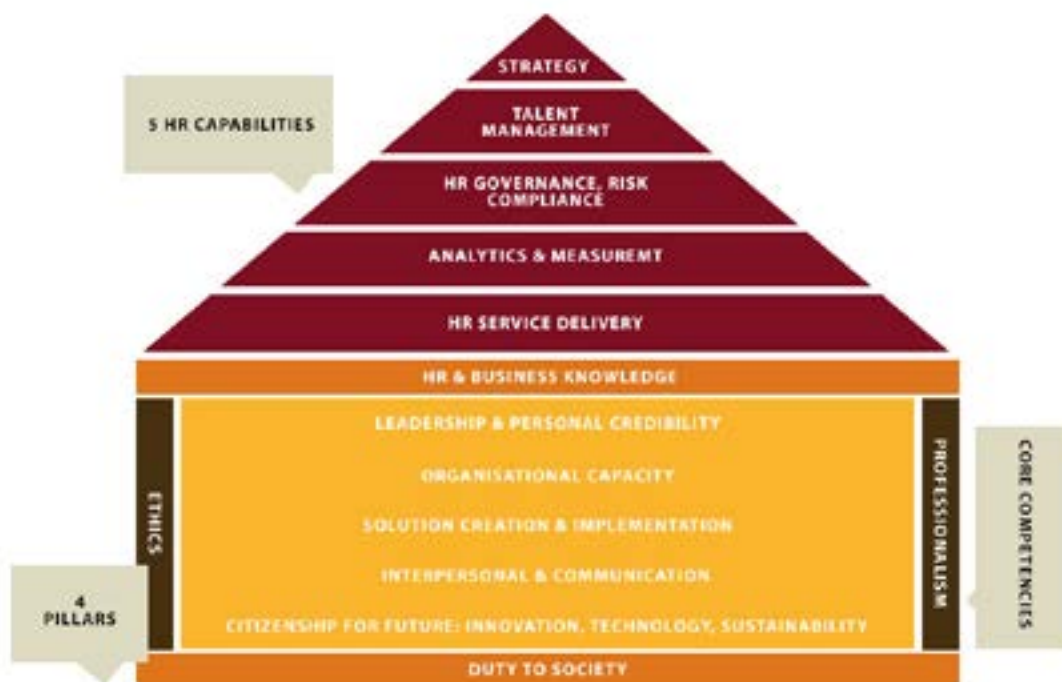 STRATEGY
5 HR CAPABILITIES
TALENT
MANAGEMENT
HR GOVERNANCE, RISK
COMPLIANCE
ANALYTICS & MEASUREMT
HR SERVICE DELIVERY
HR & BUSINESS KNOWLEDGE
ETHICS
LEADERSHIP & PERSONAL CREDIBILITY
ORGANISATIONAL CAPACITY
SOLUTION CREATION & IMPLEMENTATION
INTERPERSONAL & COMMUNICATION
CITIZENSHIP FOR FUTURE: INNOVATION, TECHNOLOGY, SUSTAINABILITY
PROFESSIONALISM
CORE COMPETENCIES
4
PILLARS
DUTY TO SOCIETY